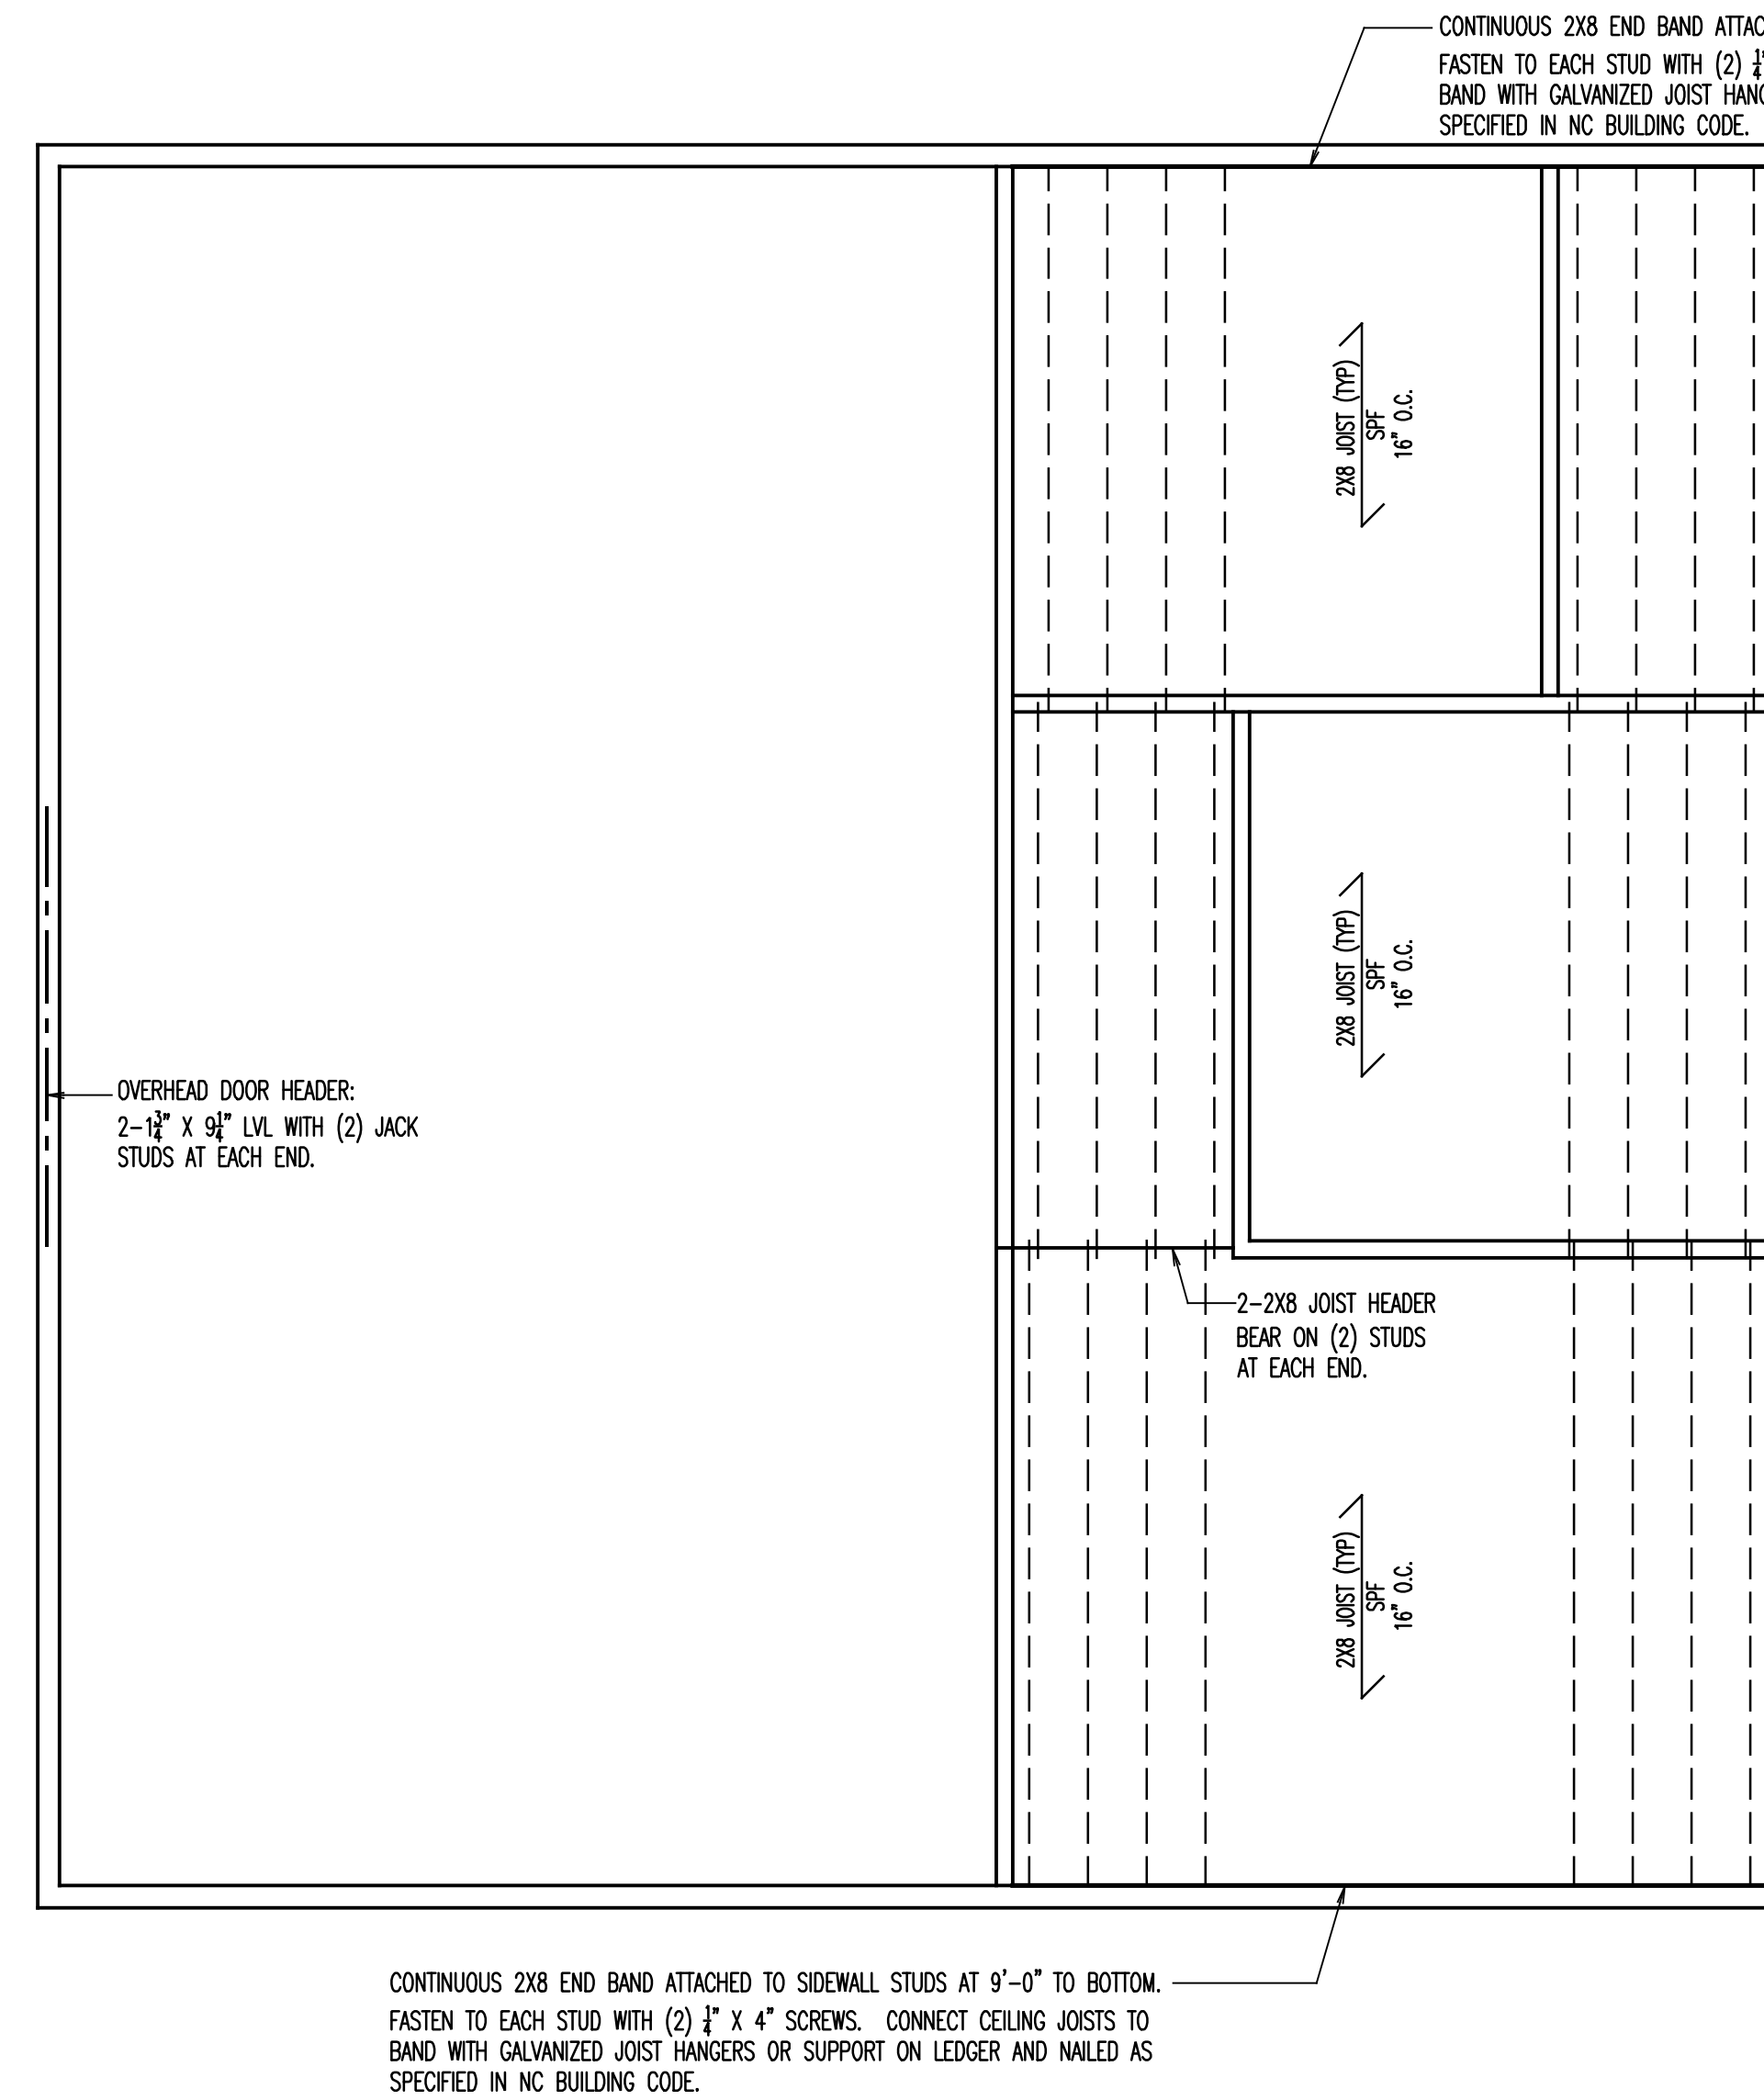 CONTINUOUS 2X8 END BAND
FASTEN TO EACH STUD WITH (2)
BAND WITH GALVANIZED JOIST
SPECIFIED IN NC BUILDING CODE.
2X8 JOIST (TYP)
SPF
16" O.C.
2X8 JOIST (TYP)
SPF
16" O.C.
OVERHEAD DOOR HEADER:
2-1¾" X 9¼" LVL WITH (2) JACK
STUDS AT EACH END.
2-2X8 JOIST HEADER
BEAR ON (2) STUDS
AT EACH END.
2X8 JOIST (TYP)
SPF
16" O.C.
CONTINUOUS 2X8 END BAND ATTACHED TO SIDEWALL STUDS AT 9'-0" TO BOTTOM.
FASTEN TO EACH STUD WITH (2) ¼" X 4" SCREWS. CONNECT CEILING JOISTS TO
BAND WITH GALVANIZED JOIST HANGERS OR SUPPORT ON LEDGER AND NAILED AS
SPECIFIED IN NC BUILDING CODE.